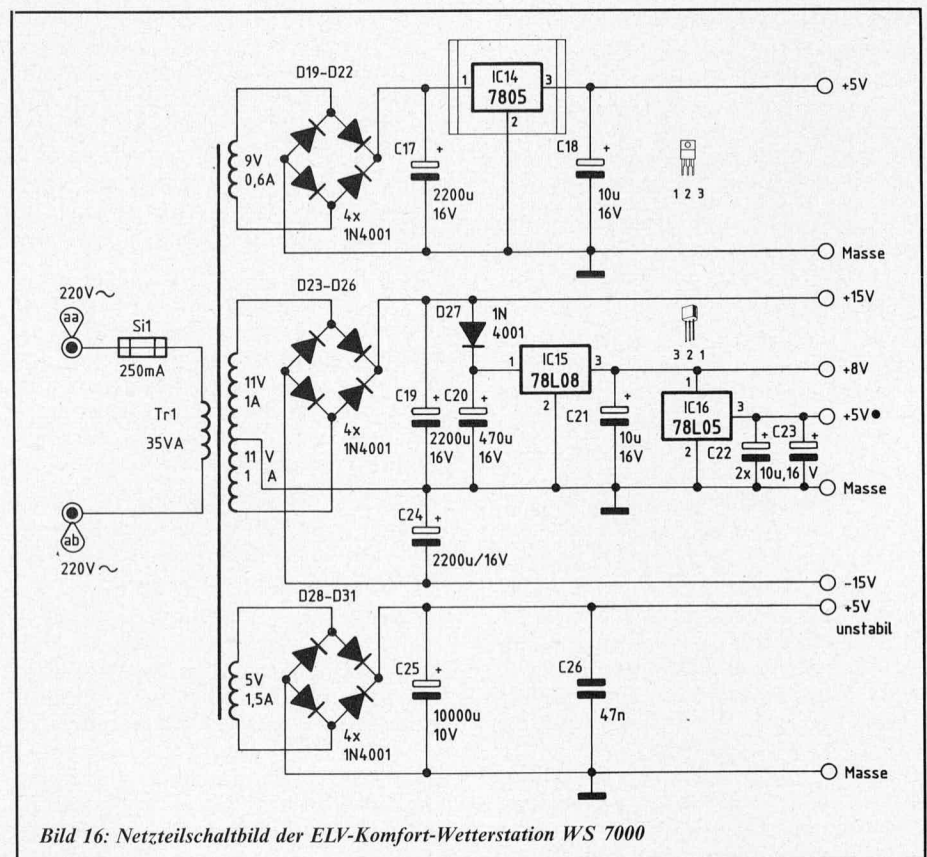 D19–D22
IC14
7805
1
3
2
+5V
9V
0,6A
C17
+
2200u
16V
C18
+
10u
16V
1 2 3
4x
1N4001
Masse
220V~
aa
Si1
250mA
Tr1
35VA
ab
220V~
D23–D26
+15V
D27
1N
4001
3 2 1
1
IC15
3
78L08
2
+8V
11V
1A
11 V
1 A
4x
1N4001
C19
+
2200u
16V
C20
+
470u
16V
C21
+
10u
16V
1
IC16
3
78L05
2
+5V●
C22
+
C23
+
2x 10u,16 V
Masse
C24
+
2200u/16V
-15V
D28–D31
+5V
unstabil
5V
1,5A
4x
1N4001
C25
+
10000u
10V
C26
47n
Masse
Bild 16: Netzteilschaltbild der ELV-Komfort-Wetterstation WS 7000